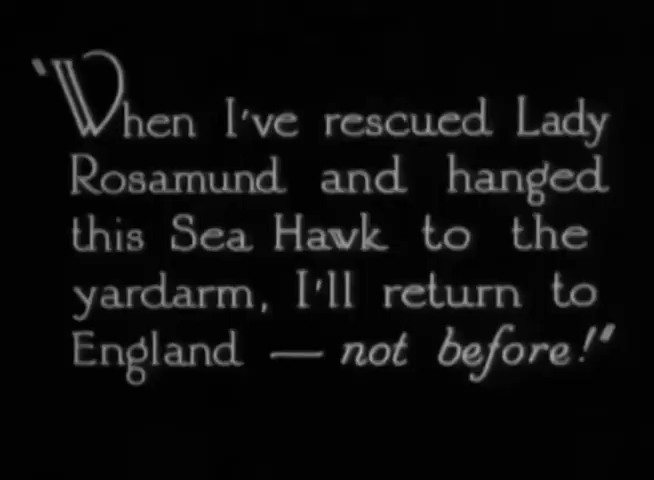 "When I've rescued Lady
Rosamund and hanged
this Sea Hawk to the
yardarm, I'll return to
England — not before!"